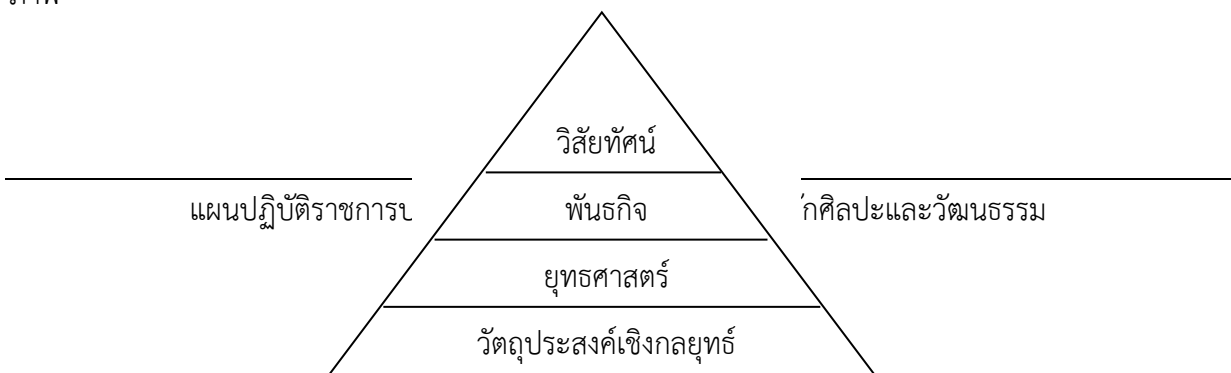 วิสัยทัศน์
แผนปฏิบัติราชการ พันธกิจ ศิลปะและวัฒนธรรม
ยุทธศาสตร์
วัตถุประสงค์เชิงกลยุทธ์